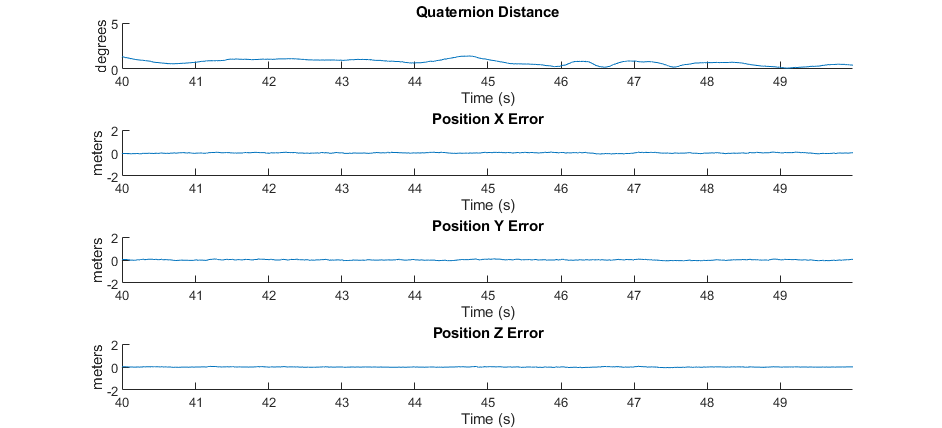 Quaternion Distance
5
0
degrees
40 41 42 43 44 45 46 47 48 49
Time (s)
Position X Error
2
0
-2
meters
40 41 42 43 44 45 46 47 48 49
Time (s)
Position Y Error
2
0
-2
meters
40 41 42 43 44 45 46 47 48 49
Time (s)
Position Z Error
2
0
-2
meters
40 41 42 43 44 45 46 47 48 49
Time (s)